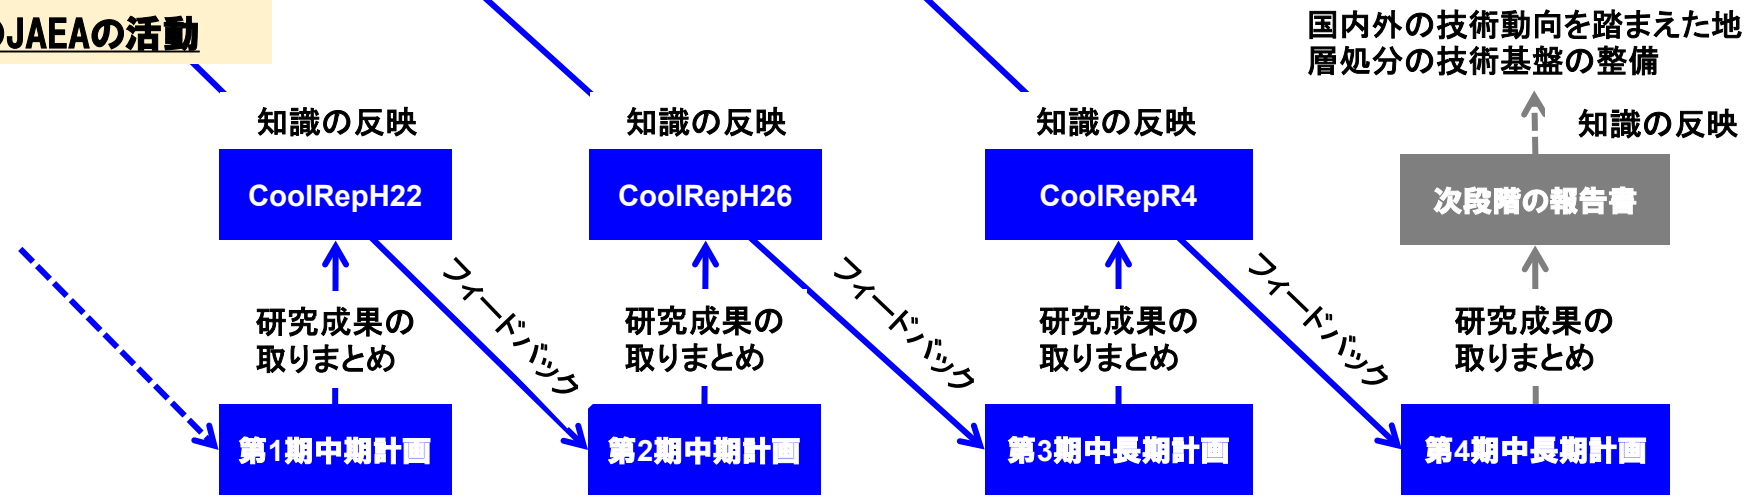 のJAEAの活動
国内外の技術動向を踏まえた地
層処分の技術基盤の整備
知識の反映
知識の反映
知識の反映
知識の反映
CoolRepH22
CoolRepH26
CoolRepR4
次段階の報告書
フィードバック
フィードバック
フィードバック
研究成果の
取りまとめ
研究成果の
取りまとめ
研究成果の
取りまとめ
研究成果の
取りまとめ
第1期中期計画
第2期中期計画
第3期中長期計画
第4期中長期計画